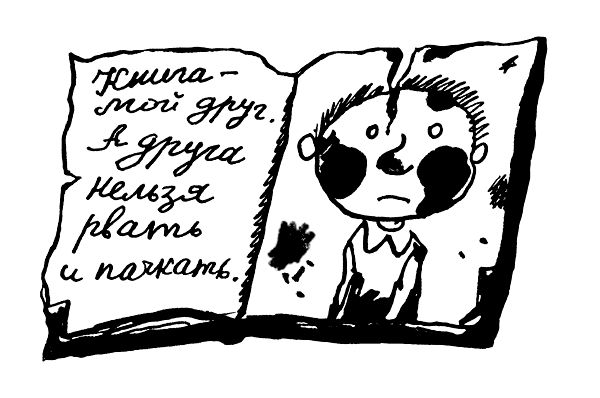 Книга –
мой друг.
А друга
нельзя
рвать
и пачкать.